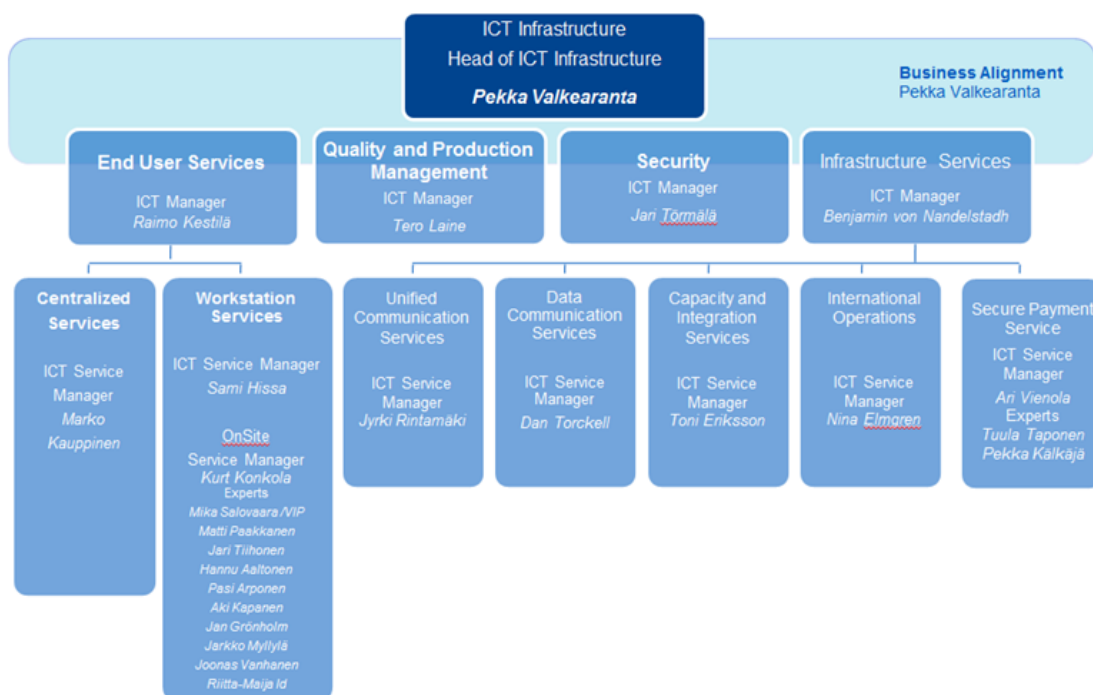 ICT Infrastructure
Head of ICT Infrastructure
Pekka Valkearanta
Business Alignment
Pekka Valkearanta
End User Services
ICT Manager
Raimo Kestilä
Quality and Production
Management
ICT Manager
Tero Laine
Security
ICT Manager
Jari Törmälä
Infrastructure Services
ICT Manager
Benjamin von Nandelstadh
Centralized
Services
ICT Service
Manager
Marko
Kauppinen
Workstation
Services
ICT Service Manager
Sami Hissa
OnSite
Service Manager
Kurt Konkola
Experts
Mika Salovaara /VIP
Matti Paakkanen
Jari Tiihonen
Hannu Aaltonen
Pasi Arponen
Aki Kapanen
Jan Grönholm
Jarkko Myllylä
Joonas Vanhanen
Riitta-Maija Id
Unified
Communication
Services
ICT Service
Manager
Jyrki Rintamäki
Data
Communication
Services
ICT Service
Manager
Dan Torckell
Capacity and
Integration
Services
ICT Service
Manager
Toni Eriksson
International
Operations
ICT Service
Manager
Nina Elmgren
Secure Payment
Service
ICT Service
Manager
Ari Vienola
Experts
Tuula Taponen
Pekka Kälkäjä